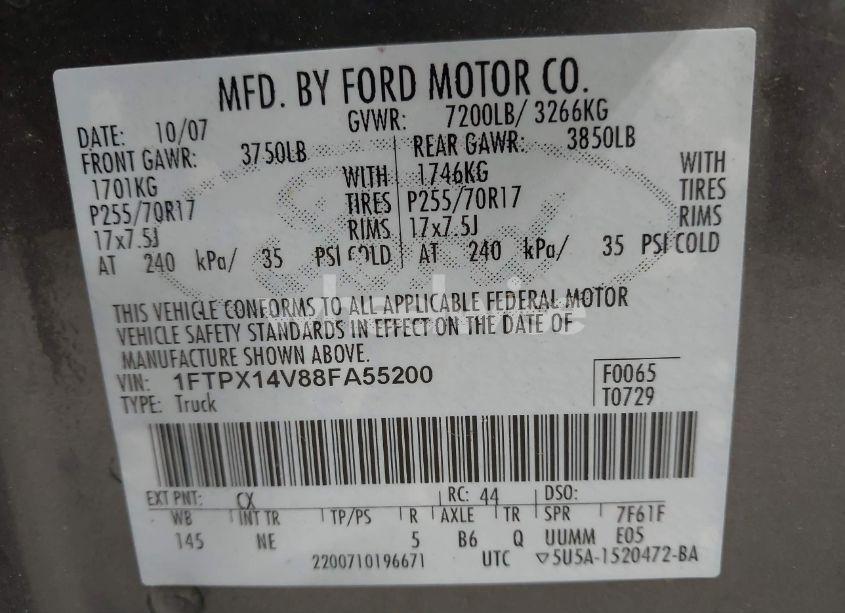 MFD. BY FORD MOTOR CO.
DATE: 10/07 GVWR: 7200LB/ 3266KG
FRONT GAWR: 3750LB REAR GAWR: 3850LB
1701KG WITH 1746KG WITH
P255/70R17 TIRES P255/70R17 TIRES
17x7.5J RIMS 17x7.5J RIMS
AT 240 kPa/ 35 PSI COLD AT 240 kPa/ 35 PSI COLD
THIS VEHICLE CONFORMS TO ALL APPLICABLE FEDERAL MOTOR
VEHICLE SAFETY STANDARDS IN EFFECT ON THE DATE OF
MANUFACTURE SHOWN ABOVE.
VIN: 1FTPX14V88FA55200 F0065
TYPE: Truck T0729
EXT PNT: CX RC: 44 DSO:
WB INT TR TP/PS R AXLE TR SPR 7F61F
145 NE 5 B6 Q UUMM E05
2200710196671 UTC ▽5U5A-1520472-BA